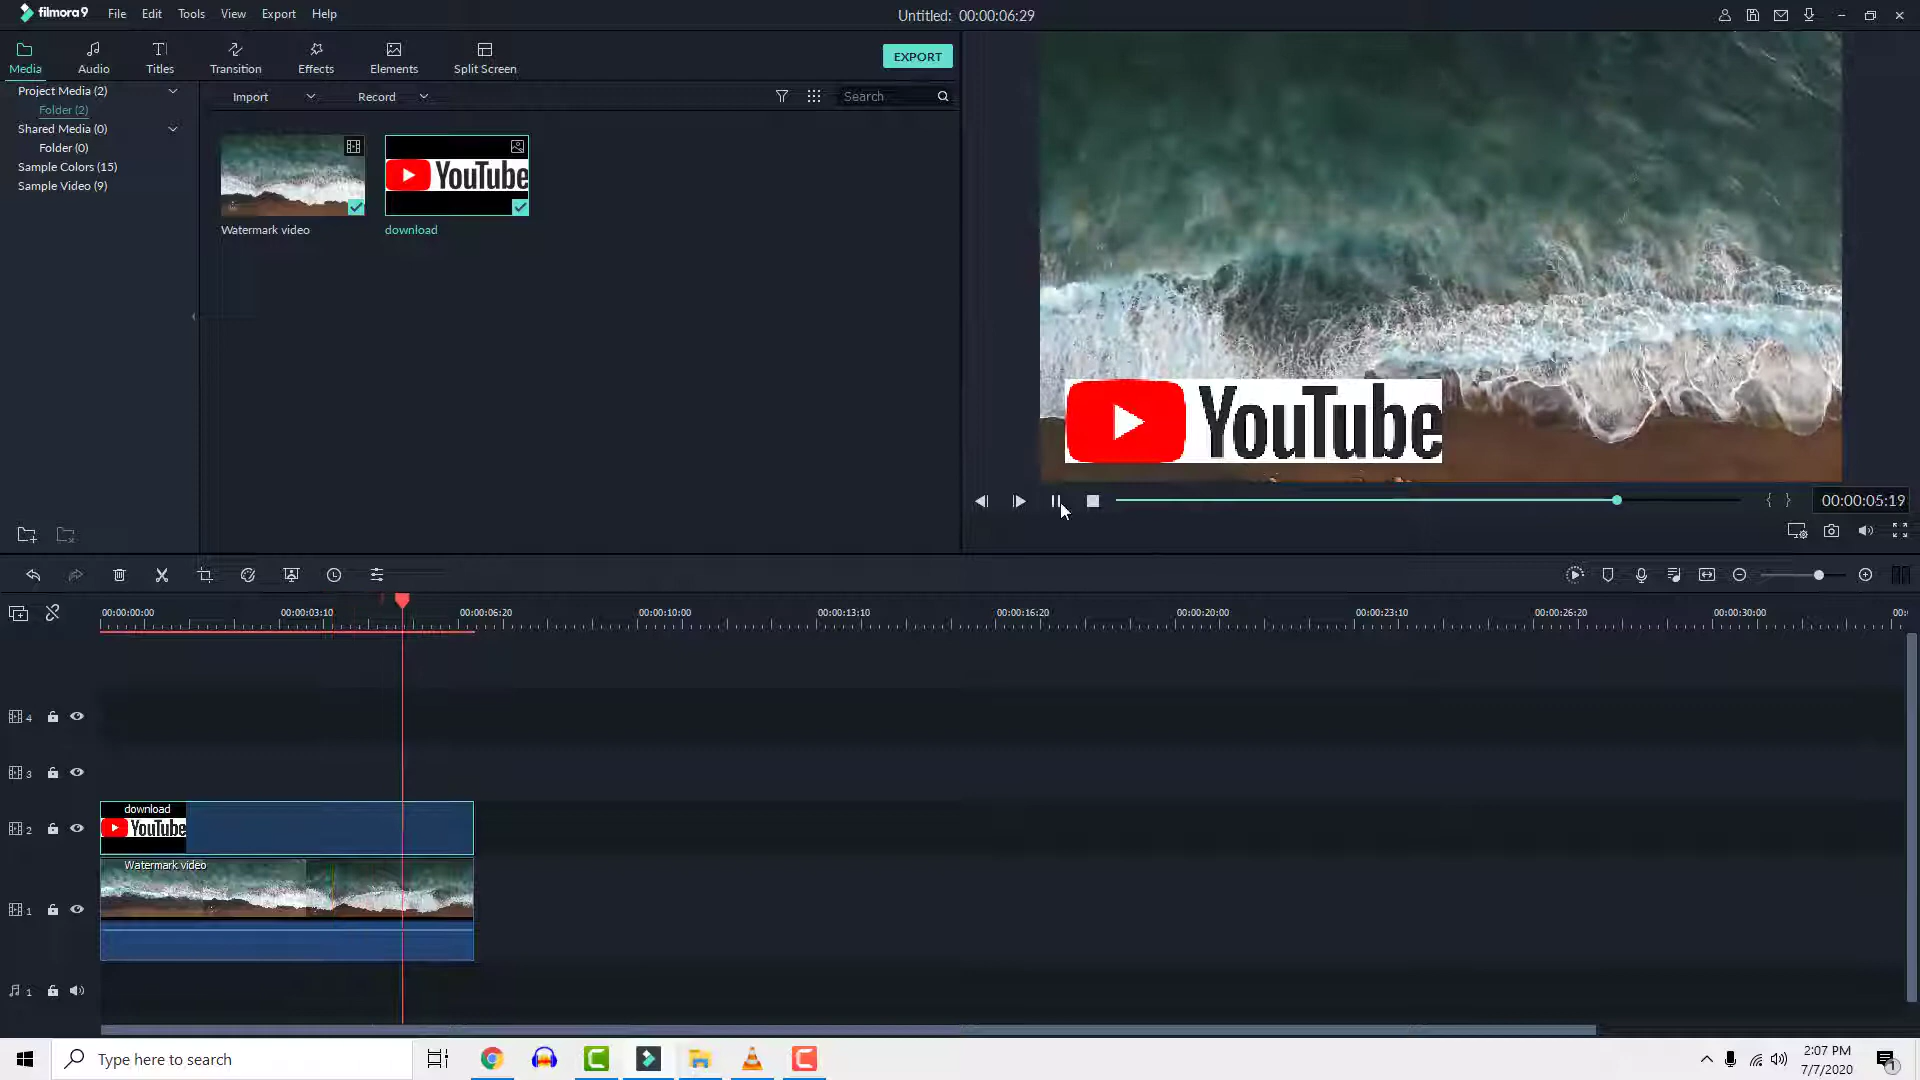 filmora9 File Edit Tools View Export Help Untitled: 00:00:06:29
Media Audio Titles Transition Effects Elements Split Screen EXPORT
Project Media (2)
Folder (2)
Shared Media (0)
Folder (0)
Sample Colors (15)
Sample Video (9)
Import Record Search
YouTube
Watermark video download
YouTube
00:00:05:19
00:00:00:00 00:00:03:10 00:00:06:20 00:00:10:00 00:00:13:10 00:00:16:20 00:00:20:00 00:00:23:10 00:00:26:20 00:00:30:00
4
3
download
2 YouTube
Watermark video
1
1
Type here to search
2:07 PM
7/7/2020
1